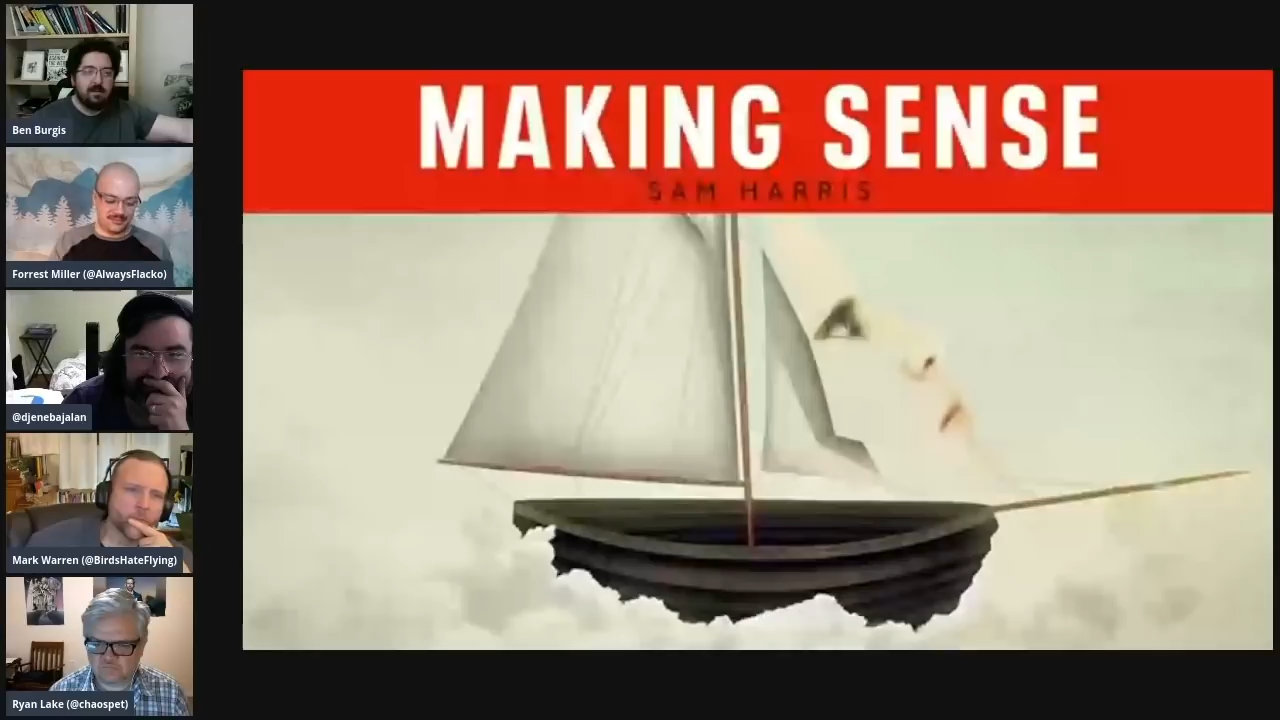 MAKING SENSE
SAM HARRIS
Ben Burgis
Forrest Miller (@AlwaysFlacko)
@djenebajalan
Mark Warren (@BirdsHateFlying)
Ryan Lake (@chaospet)